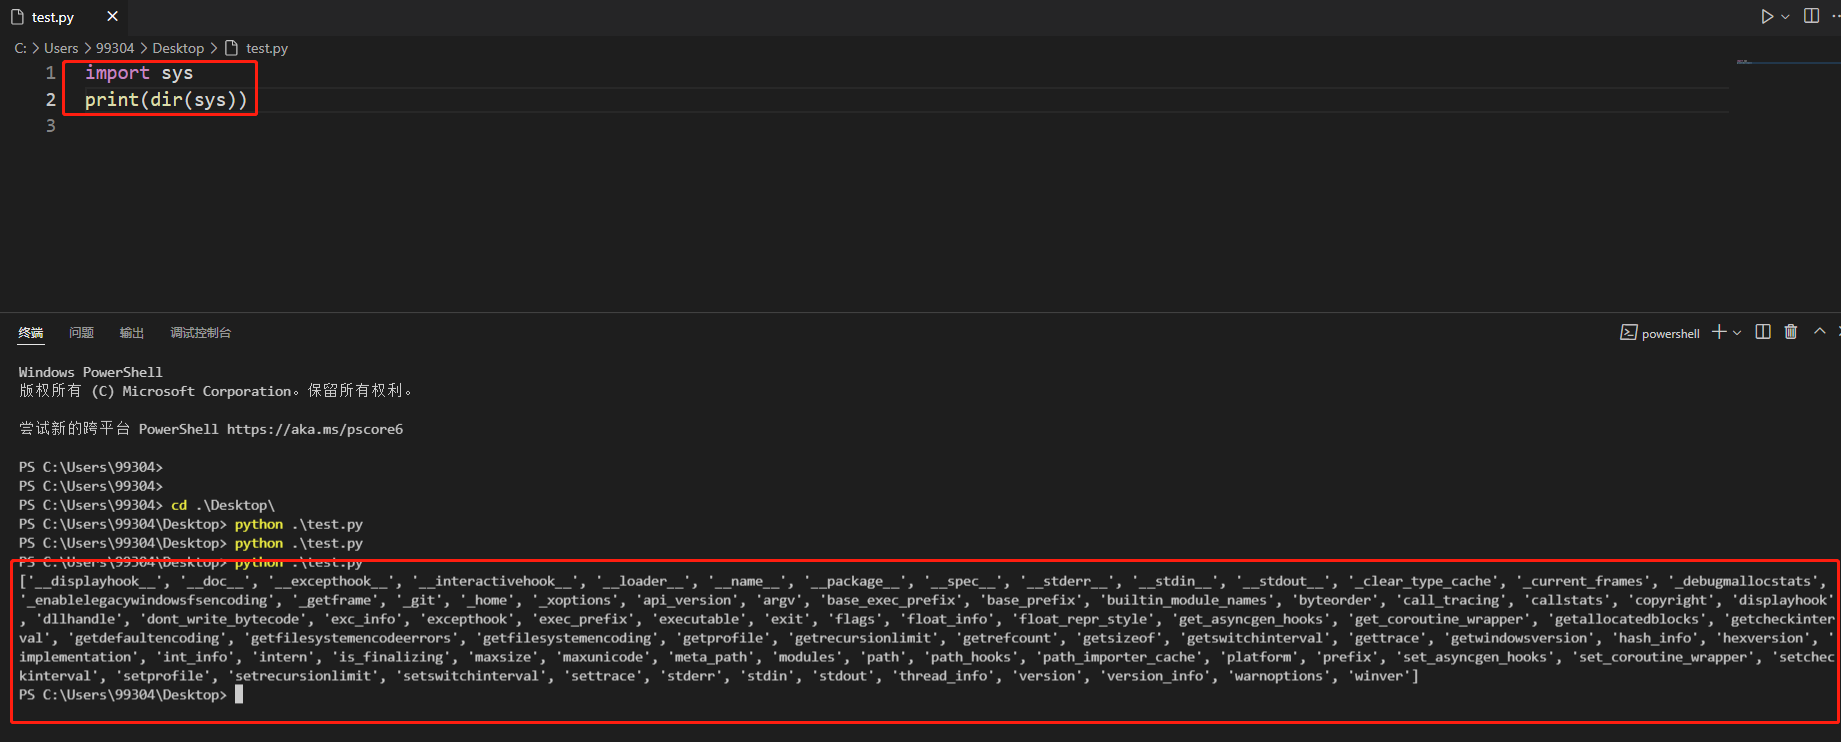 test.py
C: > Users > 99304 > Desktop > test.py
1 import sys
2 print(dir(sys))
3
终端 问题 输出 调试控制台 powershell
Windows PowerShell
版权所有 (C) Microsoft Corporation。保留所有权利。
尝试新的跨平台 PowerShell https://aka.ms/pscore6
PS C:\Users\99304>
PS C:\Users\99304>
PS C:\Users\99304> cd .\Desktop\
PS C:\Users\99304\Desktop> python .\test.py
PS C:\Users\99304\Desktop> python .\test.py
PS C:\Users\99304\Desktop> python .\test.py
['__displayhook__', '__doc__', '__excepthook__', '__interactivehook__', '__loader__', '__name__', '__package__', '__spec__', '__stderr__', '__stdin__', '__stdout__', '_clear_type_cache', '_current_frames', '_debugmallocstats',
'_enablelegacywindowsfsencoding', '_getframe', '_git', '_home', '_xoptions', 'api_version', 'argv', 'base_exec_prefix', 'base_prefix', 'builtin_module_names', 'byteorder', 'call_tracing', 'callstats', 'copyright', 'displayhook'
, 'dllhandle', 'dont_write_bytecode', 'exc_info', 'excepthook', 'exec_prefix', 'executable', 'exit', 'flags', 'float_info', 'float_repr_style', 'get_asyncgen_hooks', 'get_coroutine_wrapper', 'getallocatedblocks', 'getcheckinter
val', 'getdefaultencoding', 'getfilesystemencodeerrors', 'getfilesystemencoding', 'getprofile', 'getrecursionlimit', 'getrefcount', 'getsizeof', 'getswitchinterval', 'gettrace', 'getwindowsversion', 'hash_info', 'hexversion', '
implementation', 'int_info', 'intern', 'is_finalizing', 'maxsize', 'maxunicode', 'meta_path', 'modules', 'path', 'path_hooks', 'path_importer_cache', 'platform', 'prefix', 'set_asyncgen_hooks', 'set_coroutine_wrapper', 'setchec
kinterval', 'setprofile', 'setrecursionlimit', 'setswitchinterval', 'settrace', 'stderr', 'stdin', 'stdout', 'thread_info', 'version', 'version_info', 'warnoptions', 'winver']
PS C:\Users\99304\Desktop>